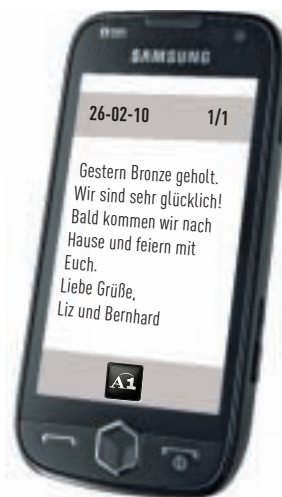 SAMSUNG
26-02-10 1/1
Gestern Bronze geholt.
Wir sind sehr glücklich!
Bald kommen wir nach
Hause und feiern mit
Euch.
Liebe Grüße,
Liz und Bernhard
A1